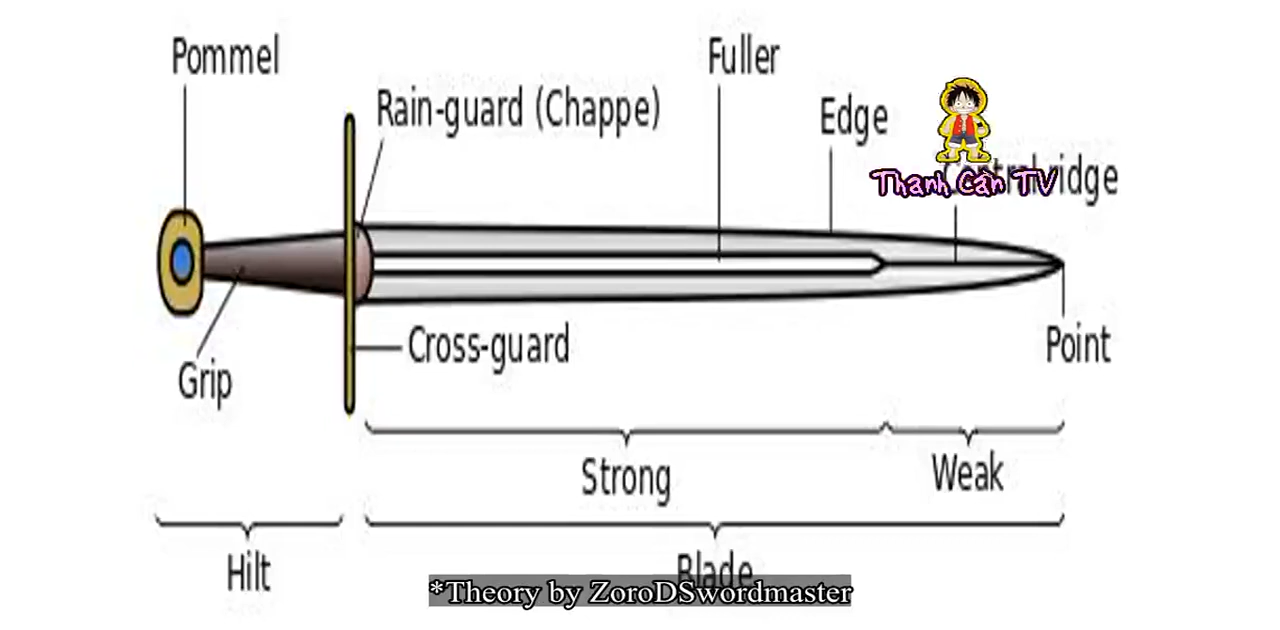 Pommel
Fuller
Rain-guard (Chappe)
Edge
Thanh Càn TV
Cross-guard
Point
Grip
Strong
Weak
Hilt
Blade
*Theory by ZoroDSwordmaster